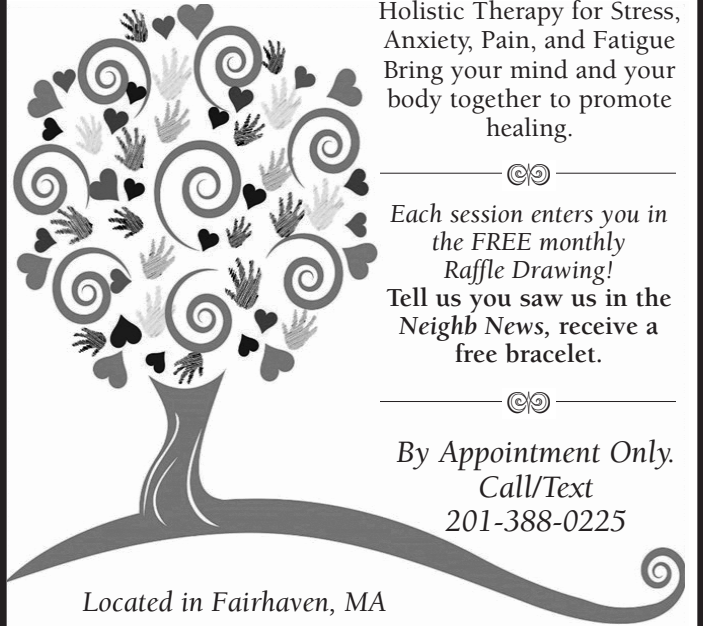 Holistic Therapy for Stress,
Anxiety, Pain, and Fatigue
Bring your mind and your
body together to promote
healing.
Each session enters you in
the FREE monthly
Raffle Drawing!
Tell us you saw us in the
Neighb News, receive a
free bracelet.
By Appointment Only.
Call/Text
201-388-0225
Located in Fairhaven, MA